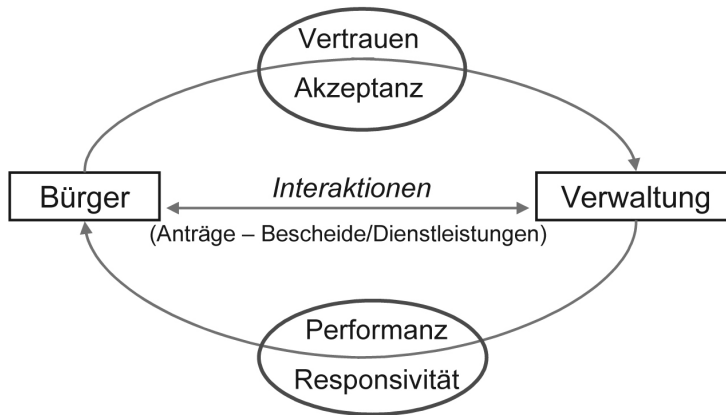 Vertrauen
Akzeptanz
Bürger
Interaktionen
Verwaltung
(Anträge – Bescheide/Dienstleistungen)
Performanz
Responsivität